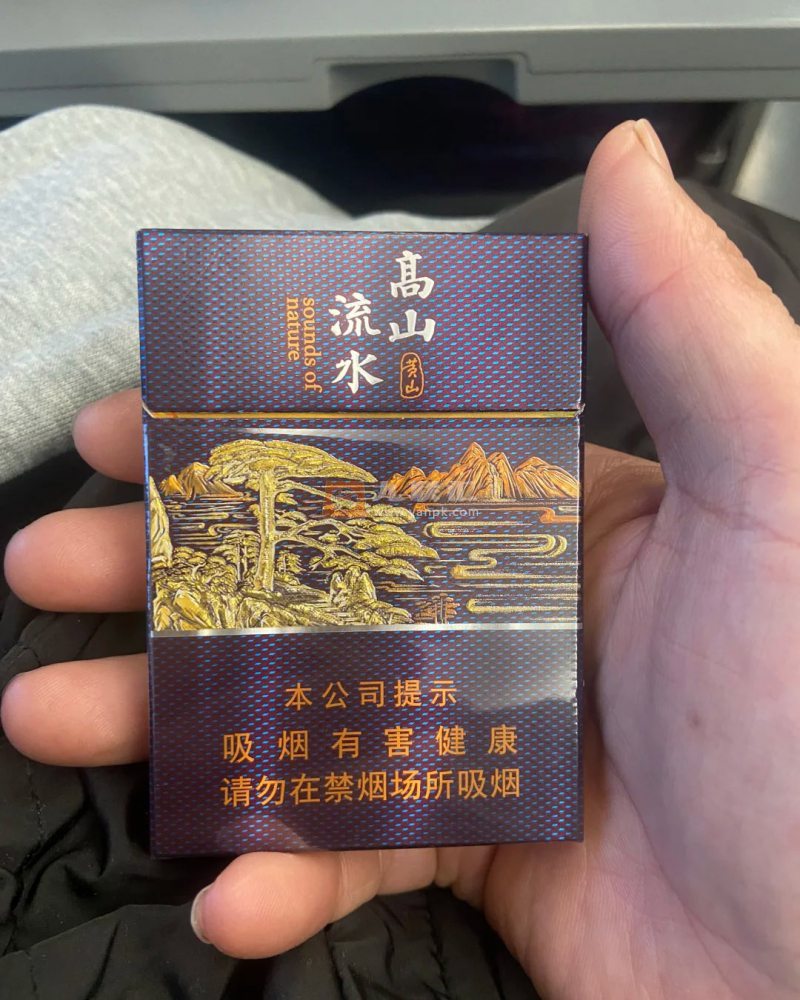 高山
流水
黄山
sounds of
nature
本公司提示
吸烟有害健康
请勿在禁烟场所吸烟